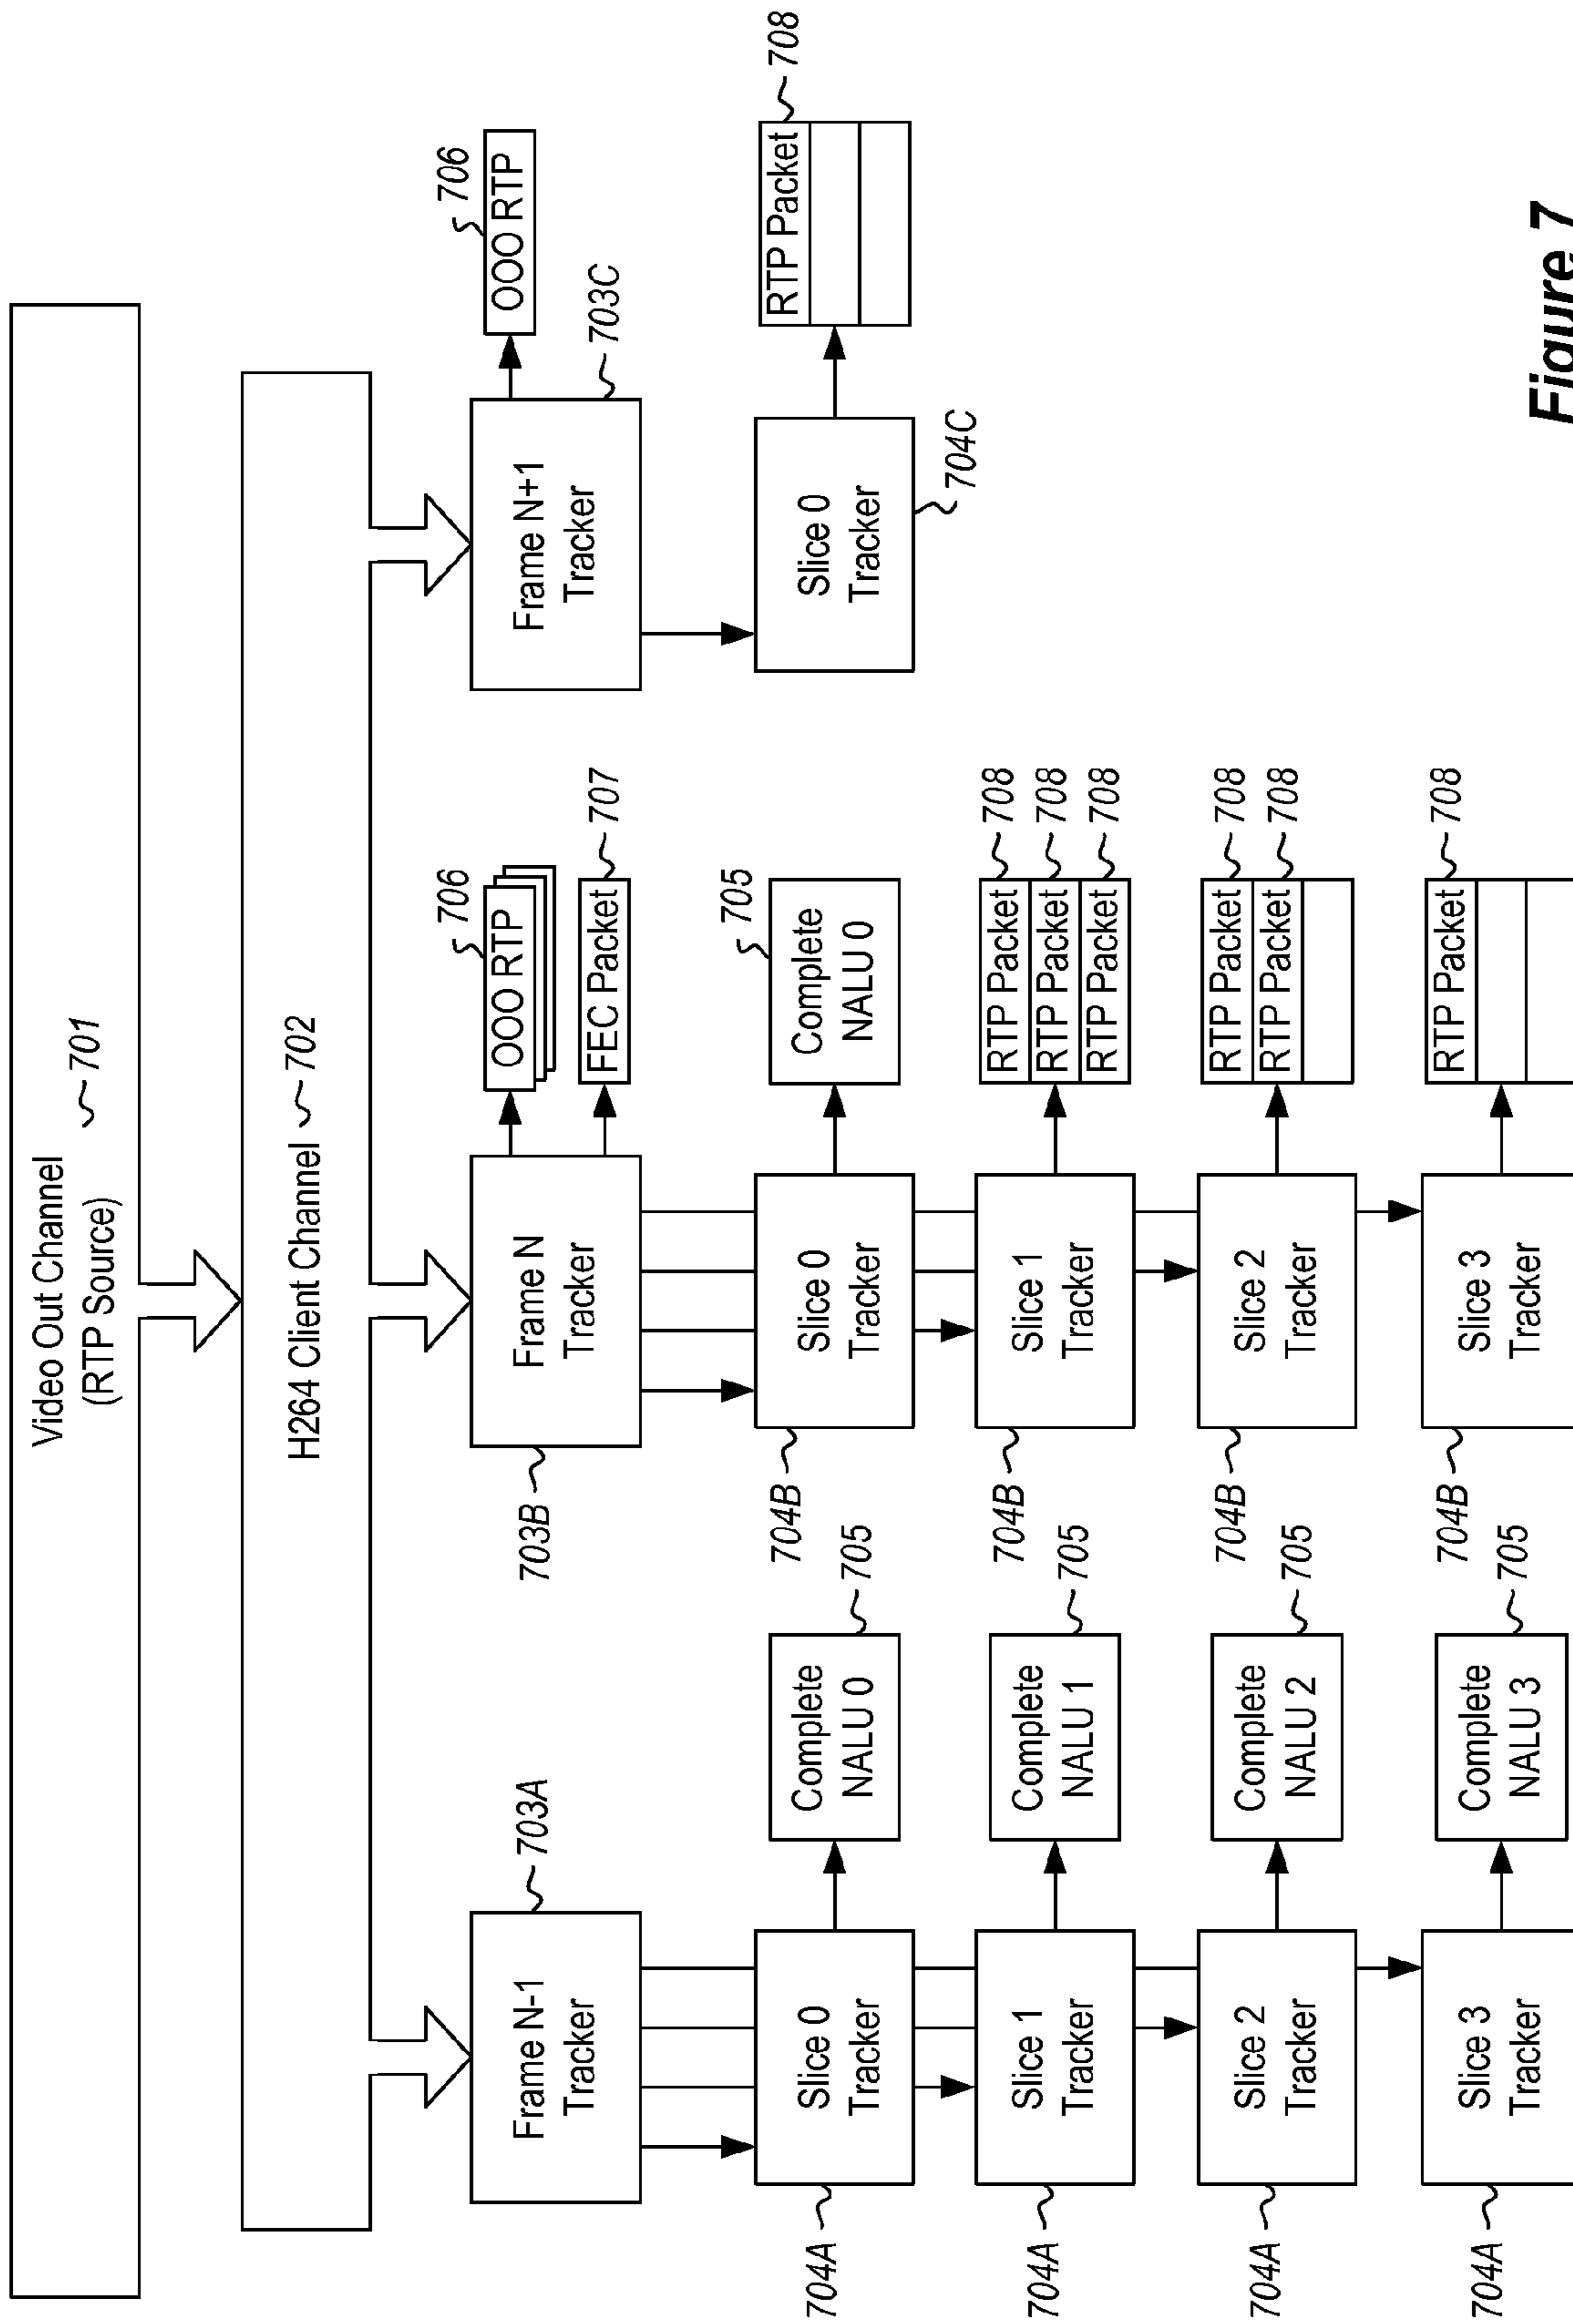 Video Out Channel
(RTP Source)
701
H264 Client Channel
702
Frame N-1
Tracker
703A
Frame N
Tracker
703B
OOO RTP
706
FEC Packet
707
Frame N+1
Tracker
703C
OOO RTP
706
Slice 0
Tracker
704A
Complete
NALU 0
705
Slice 0
Tracker
704B
Complete
NALU 0
705
Slice 0
Tracker
704C
RTP Packet
708
Slice 1
Tracker
704A
Complete
NALU 1
705
Slice 1
Tracker
704B
RTP Packet
708
RTP Packet
708
RTP Packet
708
Slice 2
Tracker
704A
Complete
NALU 2
705
Slice 2
Tracker
704B
RTP Packet
708
RTP Packet
708
Slice 3
Tracker
704A
Complete
NALU 3
705
Slice 3
Tracker
704B
RTP Packet
708
Figure 7